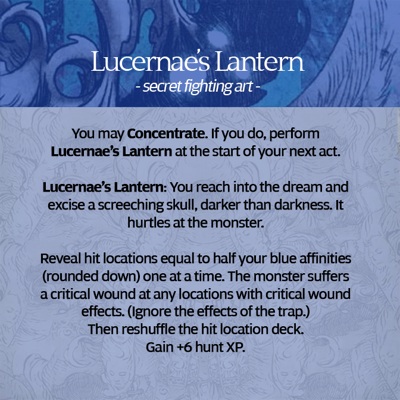 Lucernae's Lantern
- secret fighting art -
You may Concentrate. If you do, perform
Lucernae's Lantern at the start of your next act.
Lucernae's Lantern: You reach into the dream and
excise a screeching skull, darker than darkness. It
hurtles at the monster.
Reveal hit locations equal to half your blue affinities
(rounded down) one at a time. The monster suffers
a critical wound at any locations with critical wound
effects. (Ignore the effects of the trap.)
Then reshuffle the hit location deck.
Gain +6 hunt XP.